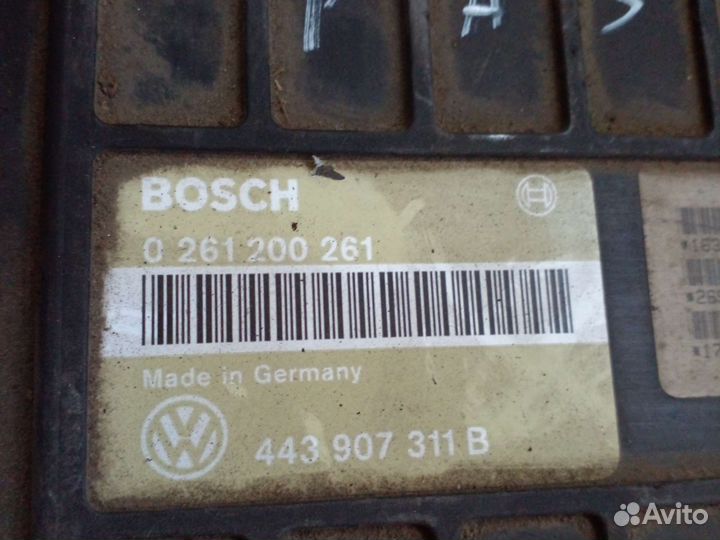 P A S
BOSCH
0 261 200 261
Made in Germany
443 907 311 B
Avito